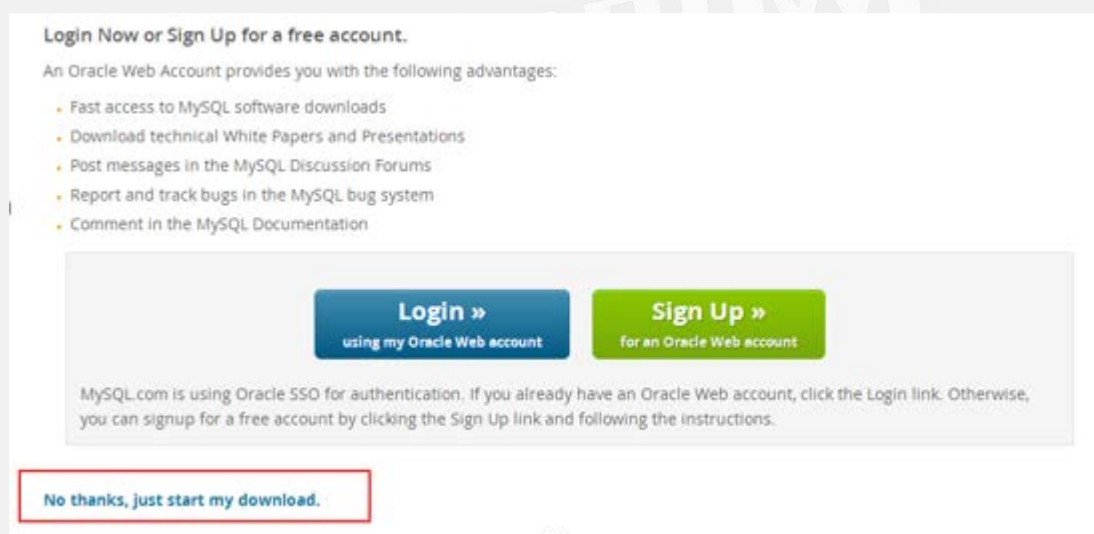 Login Now or Sign Up for a free account.
An Oracle Web Account provides you with the following advantages:
Fast access to MySQL software downloads
Download technical White Papers and Presentations
Post messages in the MySQL Discussion Forums
Report and track bugs in the MySQL bug system
Comment in the MySQL Documentation
Login »
using my Oracle Web account
Sign Up »
for an Oracle Web account
MySQL.com is using Oracle SSO for authentication. If you already have an Oracle Web account, click the Login link. Otherwise,
you can signup for a free account by clicking the Sign Up link and following the instructions.
No thanks, just start my download.